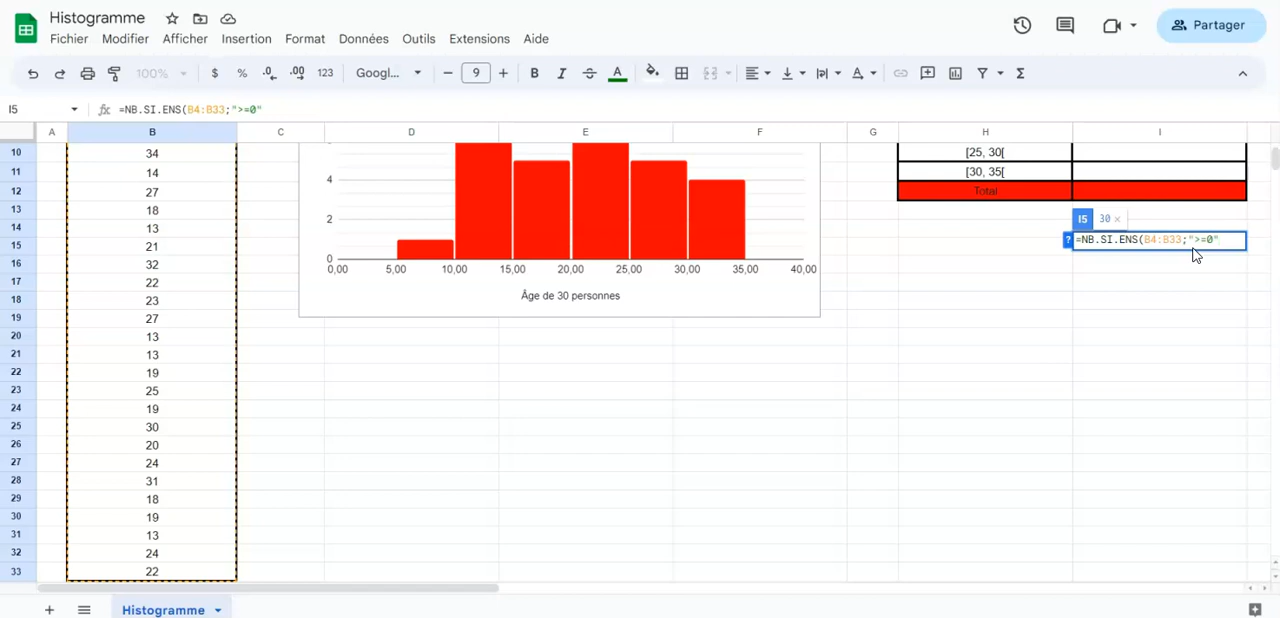 Histogramme
Fichier Modifier Afficher Insertion Format Données Outils Extensions Aide
Partager
100% $ % .0 .00 123 Googl... − 9 + B I A A Σ
I5 fx =NB.SI.ENS(B4:B33;">=0"
A B C D E F G H I
10 34 [25, 30[
11 14 [30, 35[
12 27 Total
13 18
14 13
15 21
16 32
17 22
18 23
19 27
20 13
21 13
22 19
23 25
24 19
25 30
26 20
27 24
28 31
29 18
30 19
31 13
32 24
33 22
4
2
0
0,00 5,00 10,00 15,00 20,00 25,00 30,00 35,00 40,00
Âge de 30 personnes
I5 30 ×
? =NB.SI.ENS(B4:B33;">=0"
+ Histogramme